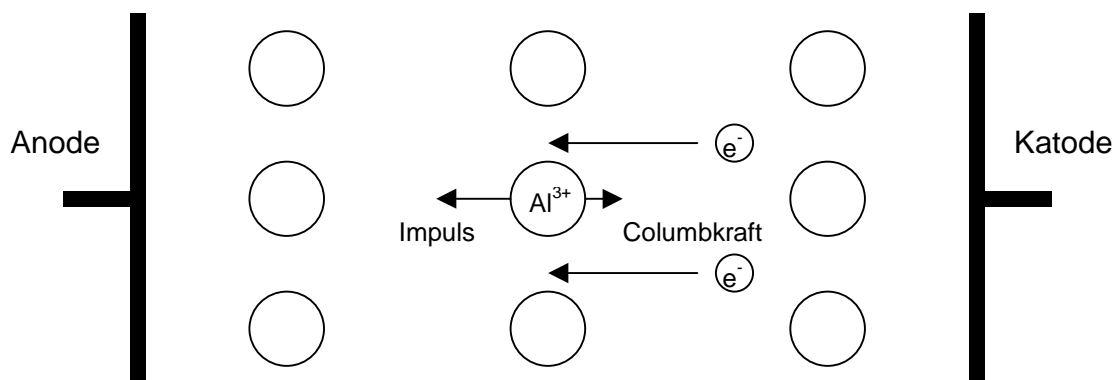 Anode
Katode
e⁻
Al³⁺
Impuls
Columbkraft
e⁻